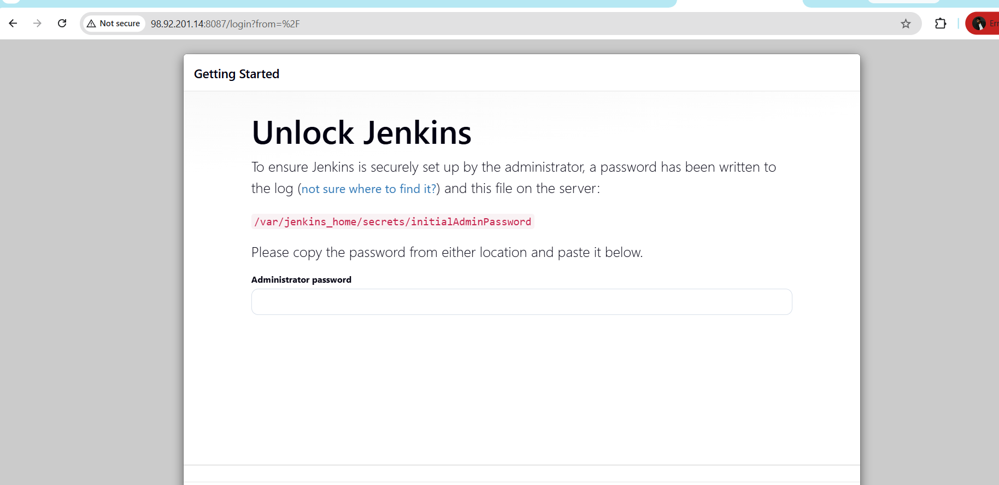 Not secure 98.92.201.14:8087/login?from=%2F
Getting Started
Unlock Jenkins
To ensure Jenkins is securely set up by the administrator, a password has been written to
the log (not sure where to find it?) and this file on the server:
/var/jenkins_home/secrets/initialAdminPassword
Please copy the password from either location and paste it below.
Administrator password